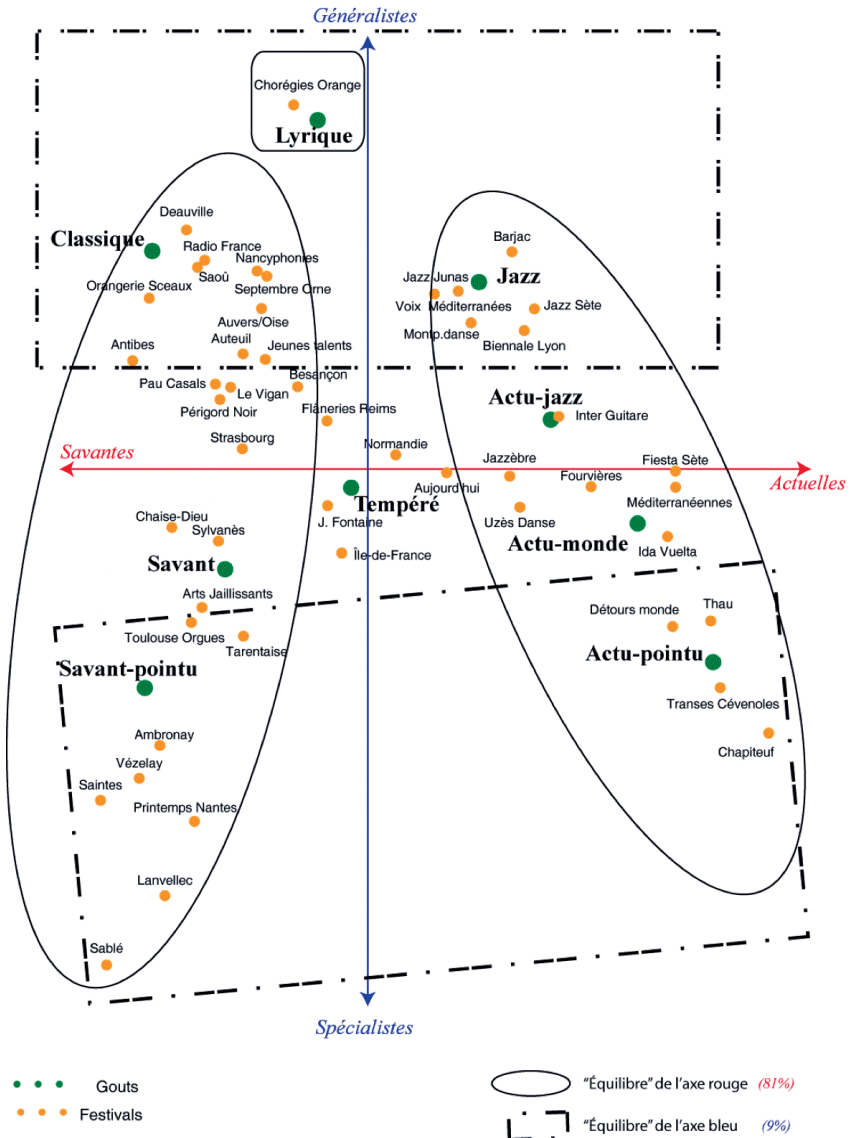 Généralistes
Chorégies Orange
Lyrique
Deauville
Classique
Radio France
Nancyphonies
Saoû
Septembre Orne
Orangerie Sceaux
Auvers/Oise
Auteuil
Antibes
Jeunes talents
Besançon
Pau Casals
Le Vigan
Périgord Noir
Flâneries Reims
Strasbourg
Barjac
Jazz Junas
Jazz
Voix Méditerranées
Jazz Sète
Montp.danse
Biennale Lyon
Actu-jazz
Inter Guitare
Normandie
Savantes
Actuelles
Jazzèbre
Fiesta Sète
Fourvières
Aujourd'hui
Méditerranéennes
Tempéré
J. Fontaine
Uzès Danse
Chaise-Dieu
Sylvanès
Actu-monde
Île-de-France
Ida Vuelta
Savant
Arts Jaillissants
Toulouse Orgues
Tarentaise
Détours monde
Thau
Savant-pointu
Actu-pointu
Transes Cévenoles
Ambronay
Chapiteuf
Vézelay
Saintes
Printemps Nantes
Lanvellec
Sablé
Spécialistes
Gouts
Festivals
"Équilibre" de l'axe rouge (81%)
"Équilibre" de l'axe bleu (9%)